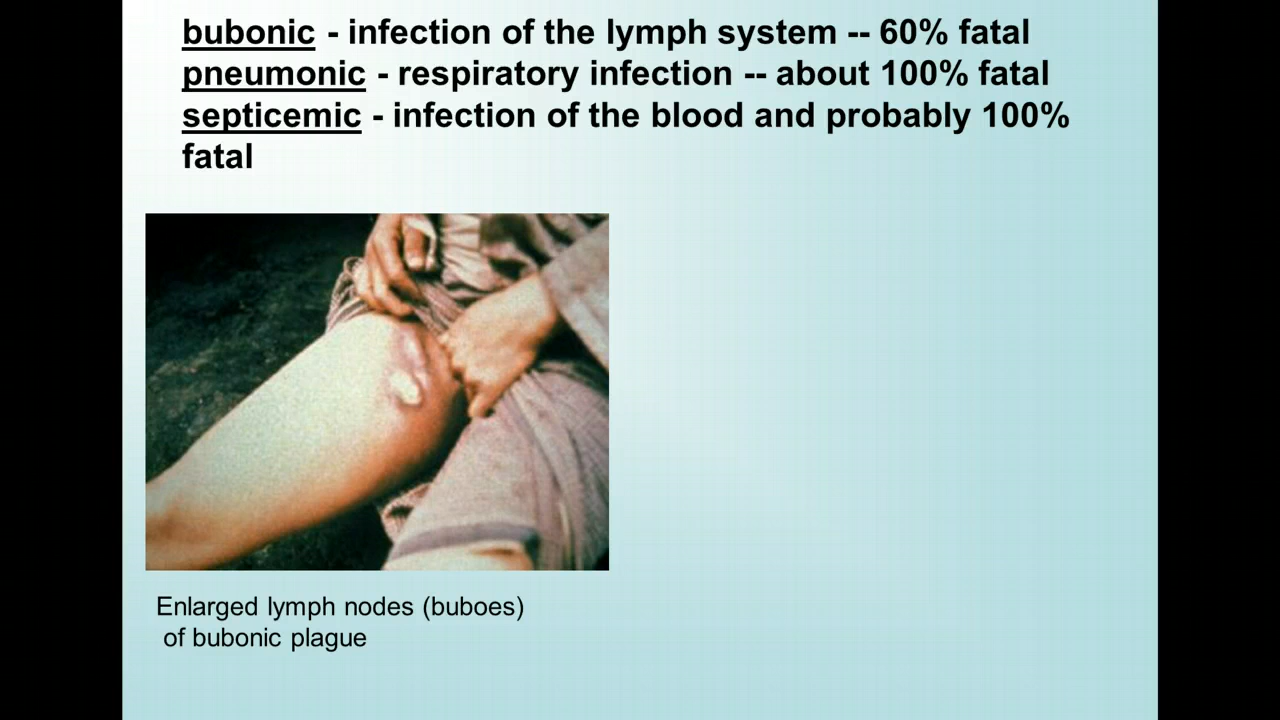 bubonic - infection of the lymph system -- 60% fatal
pneumonic - respiratory infection -- about 100% fatal
septicemic - infection of the blood and probably 100%
fatal
Enlarged lymph nodes (buboes)
of bubonic plague